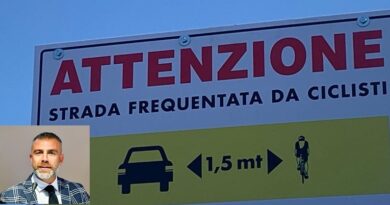 ATTENZIONE
STRADA FREQUENTATA DA CICLISTI
1,5 mt